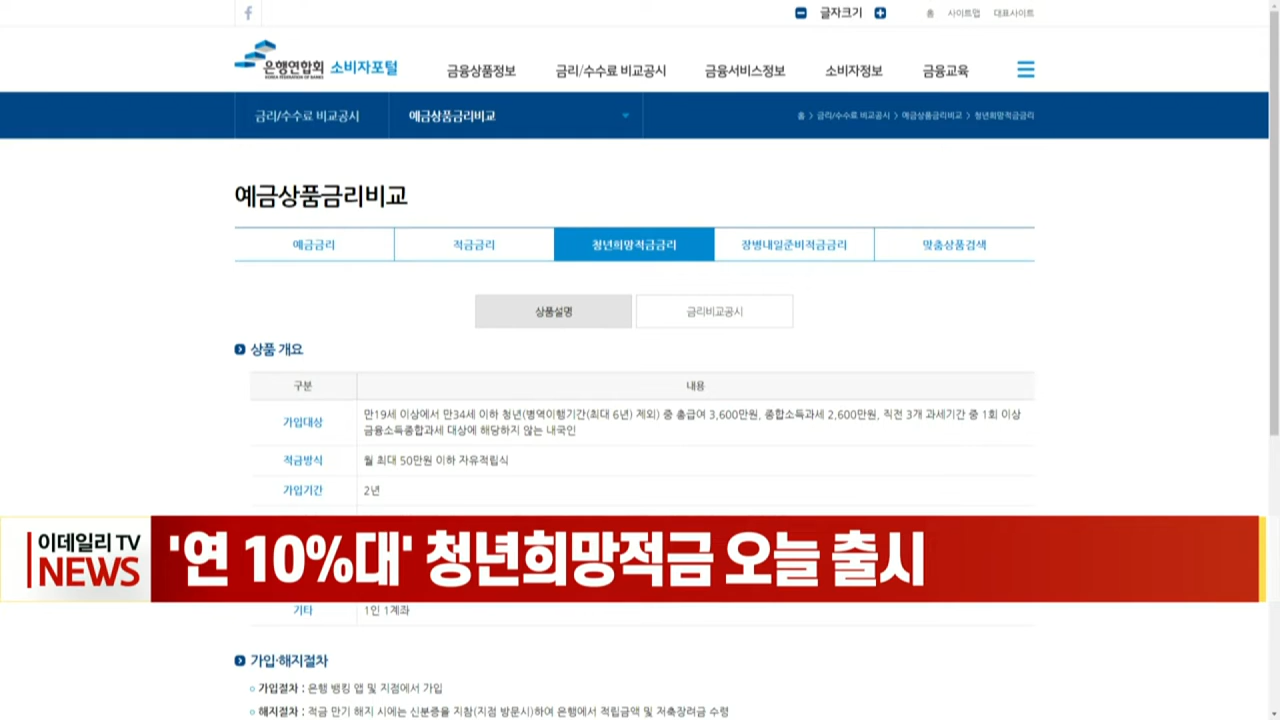 글자크기
홈 사이트맵 대표사이트
은행연합회 소비자포털
KOREA FEDERATION OF BANKS
금융상품정보 금리/수수료 비교공시 금융서비스정보 소비자정보 금융교육
금리/수수료 비교공시 예금상품금리비교 홈 > 금리/수수료 비교공시 > 예금상품금리비교 > 청년희망적금금리
예금상품금리비교
예금금리 적금금리 청년희망적금금리 장병내일준비적금금리 맞춤상품검색
상품설명 금리비교공시
상품 개요
구분 내용
가입대상 만19세 이상에서 만34세 이하 청년(병역이행기간(최대 6년) 제외) 중 총급여 3,600만원, 종합소득과세 2,600만원, 직전 3개 과세기간 중 1회 이상
금융소득종합과세 대상에 해당하지 않는 내국인
적금방식 월 최대 50만원 이하 자유적립식
가입기간 2년
이데일리 TV
NEWS
'연 10%대' 청년희망적금 오늘 출시
기타 1인 1계좌
가입·해지절차
가입절차 : 은행 뱅킹 앱 및 지점에서 가입
해지절차 : 적금 만기 해지 시에는 신분증을 지참(지점 방문시)하여 은행에서 적립금액 및 저축장려금 수령